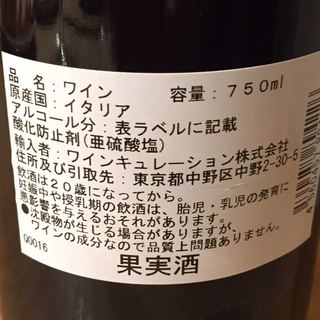 品名：ワイン 容量：750ml
原産国：イタリア
アルコール分：表ラベルに記載
酸化防止剤(亜硫酸塩)
輸入者：ワインキュレーション株式会社
住所及び引取先：東京都中野区中野2-30-5
飲酒は20歳になってから。
妊娠中や授乳期の飲酒は、胎児・乳児の発育に
悪影響を与えるおそれがあります。
●沈殿物が生じる場合がありますが、
ワインの成分なので品質上問題ありません。
00016
果実酒